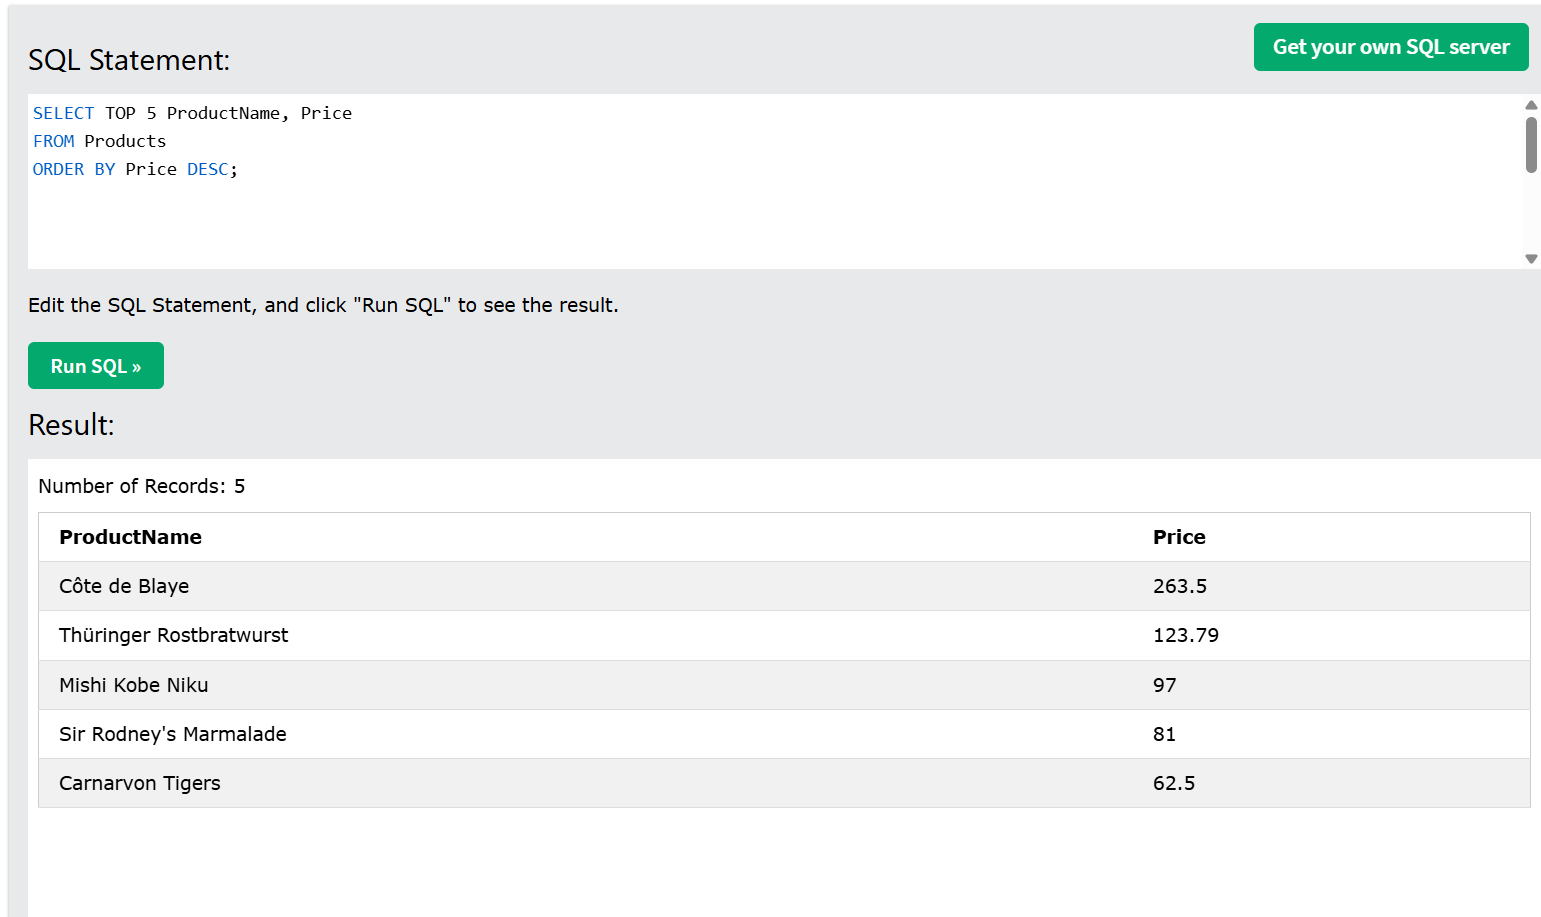 SQL Statement:
Get your own SQL server
SELECT TOP 5 ProductName, Price
FROM Products
ORDER BY Price DESC;
Edit the SQL Statement, and click "Run SQL" to see the result.
Run SQL »
Result:
Number of Records: 5
ProductName Price
Côte de Blaye 263.5
Thüringer Rostbratwurst 123.79
Mishi Kobe Niku 97
Sir Rodney's Marmalade 81
Carnarvon Tigers 62.5